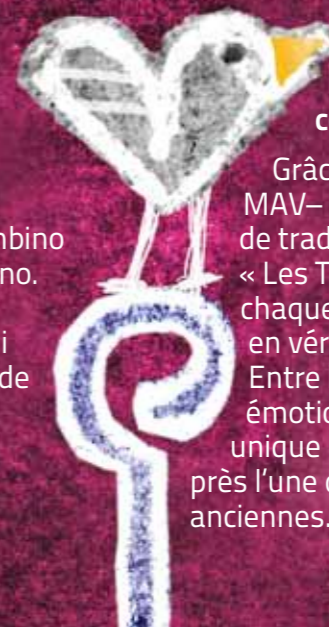 mbino
no.
i
de
c
Grâc
MAV–
de trad
« Les T
chaque
en vér
Entre
émotio
unique
près l’une d
anciennes.